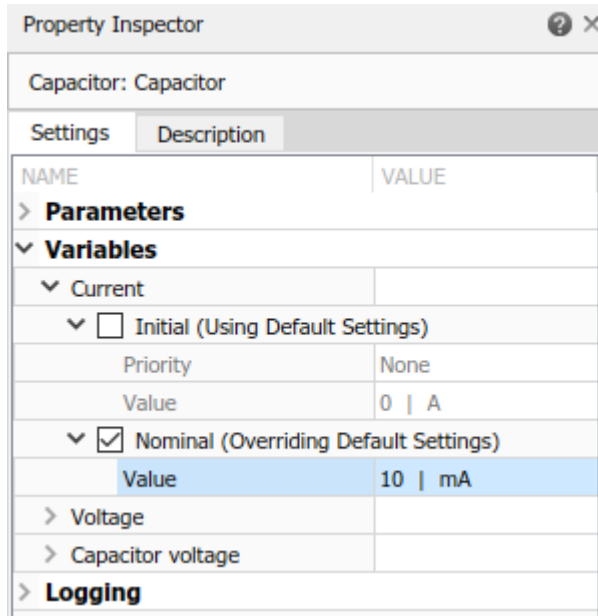 Property Inspector
Capacitor: Capacitor
Settings Description
NAME VALUE
Parameters
Variables
Current
Initial (Using Default Settings)
Priority None
Value 0 | A
Nominal (Overriding Default Settings)
Value 10 | mA
Voltage
Capacitor voltage
Logging